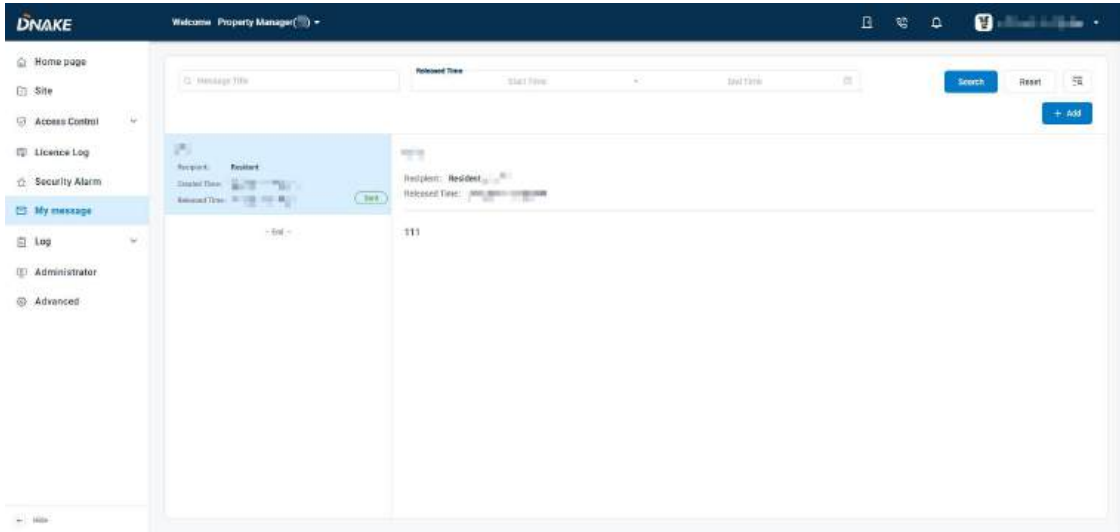 DNAKE
Welcome Property Manager( )
Home page
Site
Access Control
Licence Log
Security Alarm
My message
Log
Administrator
Advanced
Hide
Message Title
Released Time
Start Time
-
End Time
Search
Reset
+ Add
Recipient: Resident
Created Time:
Released Time:
Sent
- End -
Recipient: Resident
Released Time:
111